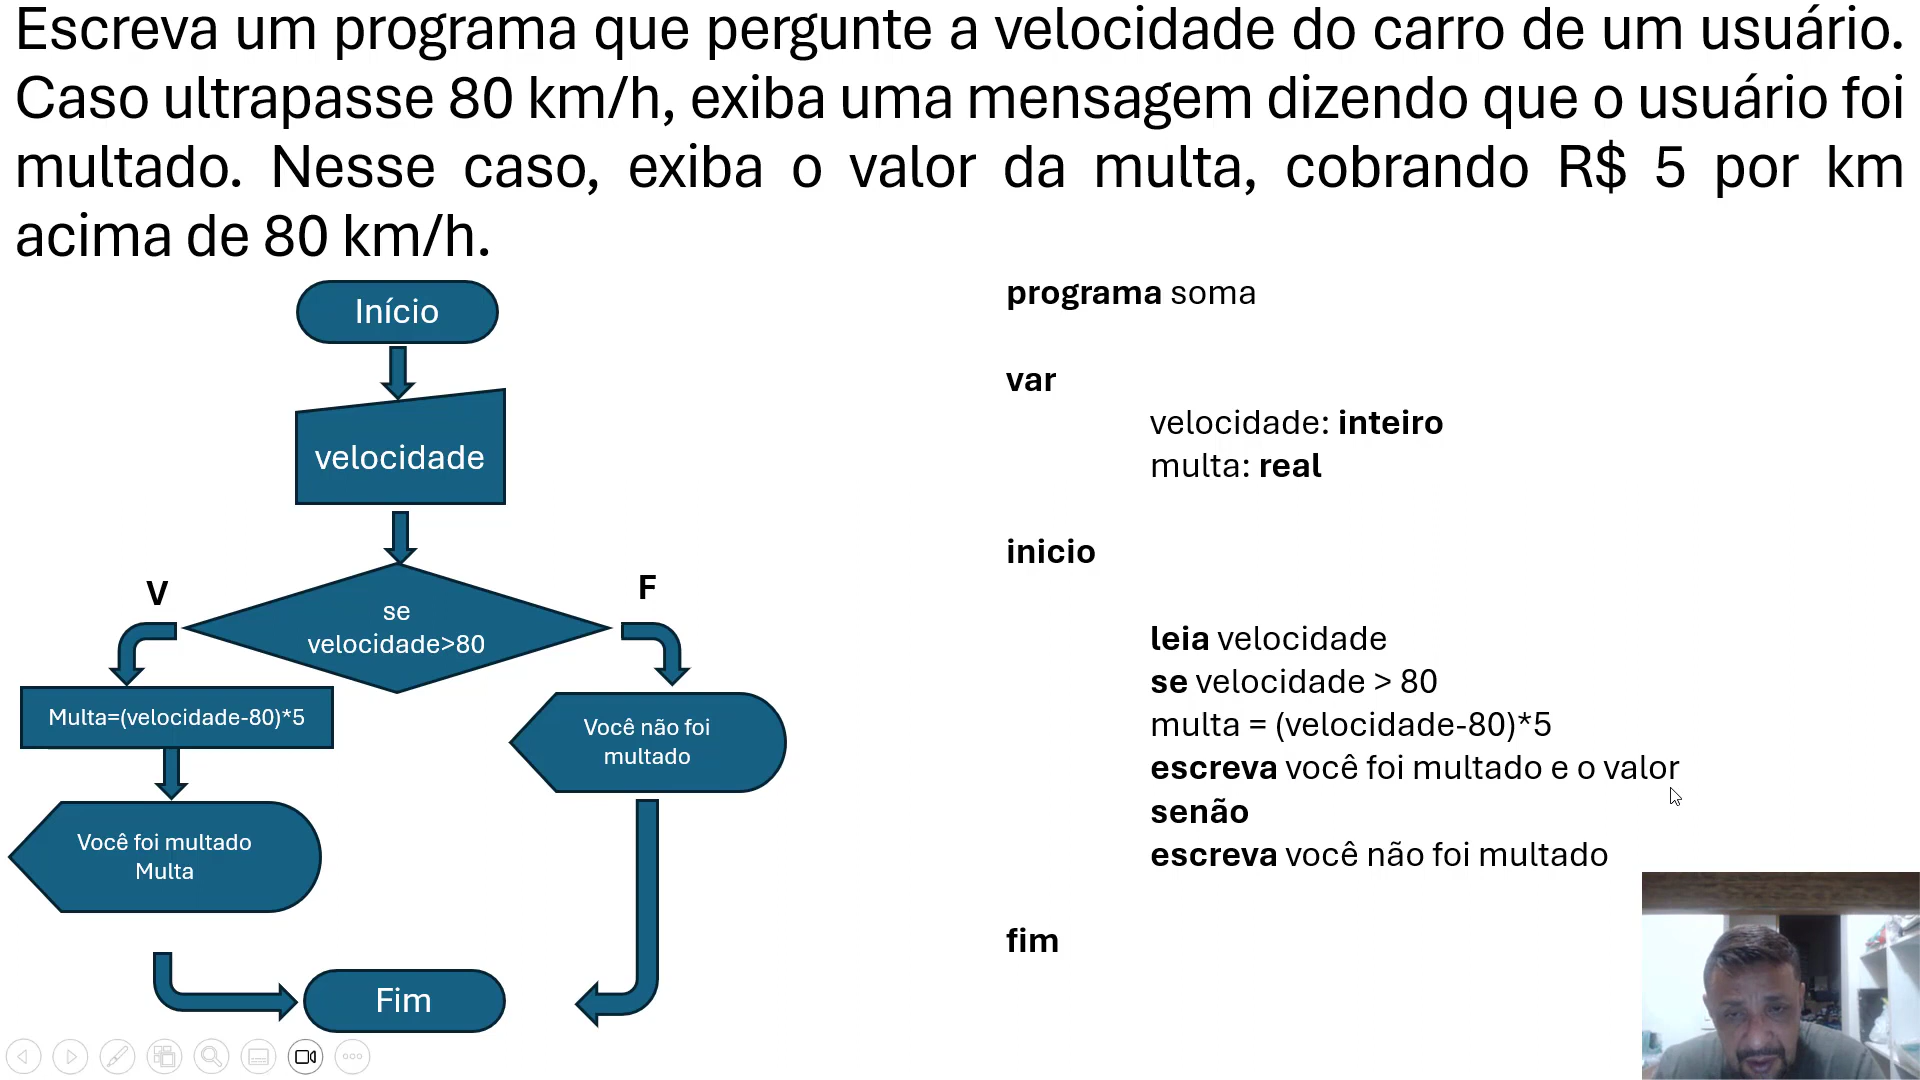 Escreva um programa que pergunte a velocidade do carro de um usuário.
Caso ultrapasse 80 km/h, exiba uma mensagem dizendo que o usuário foi
multado. Nesse caso, exiba o valor da multa, cobrando R$ 5 por km
acima de 80 km/h.
Início
velocidade
V
F
se
velocidade>80
Multa=(velocidade-80)*5
Você não foi
multado
Você foi multado
Multa
Fim
programa soma
var
velocidade: inteiro
multa: real
inicio
leia velocidade
se velocidade > 80
multa = (velocidade-80)*5
escreva você foi multado e o valor
senão
escreva você não foi multado
fim